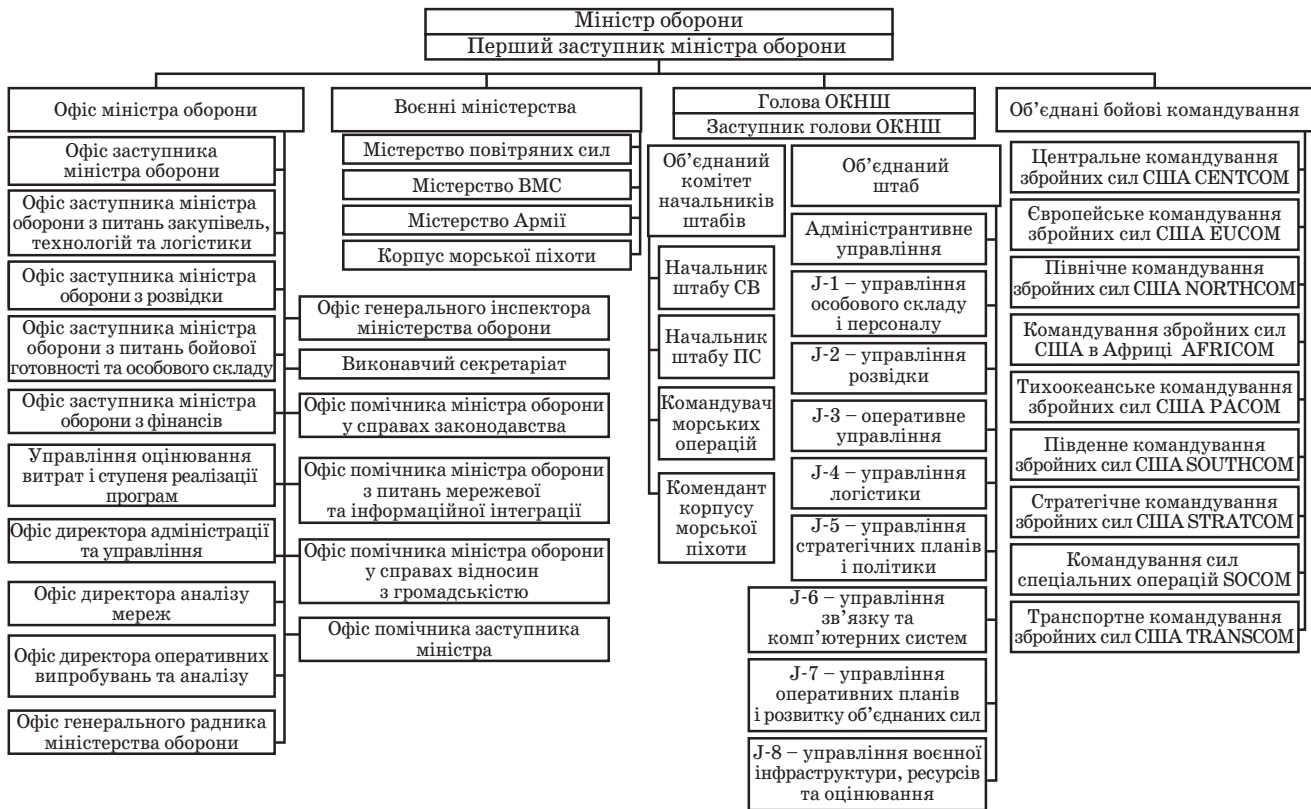 Міністр оборони
Перший заступник міністра оборони
Офіс міністра оборони
Офіс заступника
міністра оборони
Офіс заступника міністра
оборони з питань закупівель,
технологій та логістики
Офіс заступника міністра
оборони з розвідки
Офіс заступника міністра
оборони з питань бойової
готовності та особового складу
Офіс заступника міністра
оборони з фінансів
Управління оцінювання
витрат і ступеня реалізації
програм
Офіс директора адміністрації
та управління
Офіс директора аналізу
мереж
Офіс директора оперативних
випробувань та аналізу
Офіс генерального радника
міністерства оборони
Воєнні міністерства
Містерство повітряних сил
Містерство ВМС
Містерство Армії
Корпус морської піхоти
Офіс генерального інспектора
міністерства оборони
Виконавчий секретаріат
Офіс помічника міністра оборони
у справах законодавства
Офіс помічника міністра оборони
з питань мережевої
та інформаційної інтеграції
Офіс помічника міністра оборони
у справах відносин
з громадськістю
Офіс помічника заступника
міністра
Голова ОКНШ
Заступник голови ОКНШ
Об’єднаний
комітет
начальників
штабів
Начальник
штабу СВ
Начальник
штабу ПС
Командувач
морських
операцій
Комендант
корпусу
морської
піхоти
Об’єднаний
штаб
Адміністрантивне
управління
J-1 – управління
особового складу
і персоналу
J-2 – управління
розвідки
J-3 – оперативне
управління
J-4 – управління
логістики
J-5 – управління
стратегічних планів
і політики
J-6 – управління
зв’язку та
комп’ютерних систем
J-7 – управління
оперативних планів
і розвитку об’єднаних сил
J-8 – управління воєнної
інфраструктури, ресурсів
та оцінювання
Об’єднані бойові командування
Центральне командування
збройних сил США CENTCOM
Європейське командування
збройних сил США EUCOM
Північне командування
збройних сил США NORTHCOM
Командування збройних сил
США в Африці AFRICOM
Тихоокеанське командування
збройних сил США PACOM
Південне командування
збройних сил США SOUTHCOM
Стратегічне командування
збройних сил США STRATCOM
Командування сил
спеціальних операцій SOCOM
Транспортне командування
збройних сил США TRANSCOM